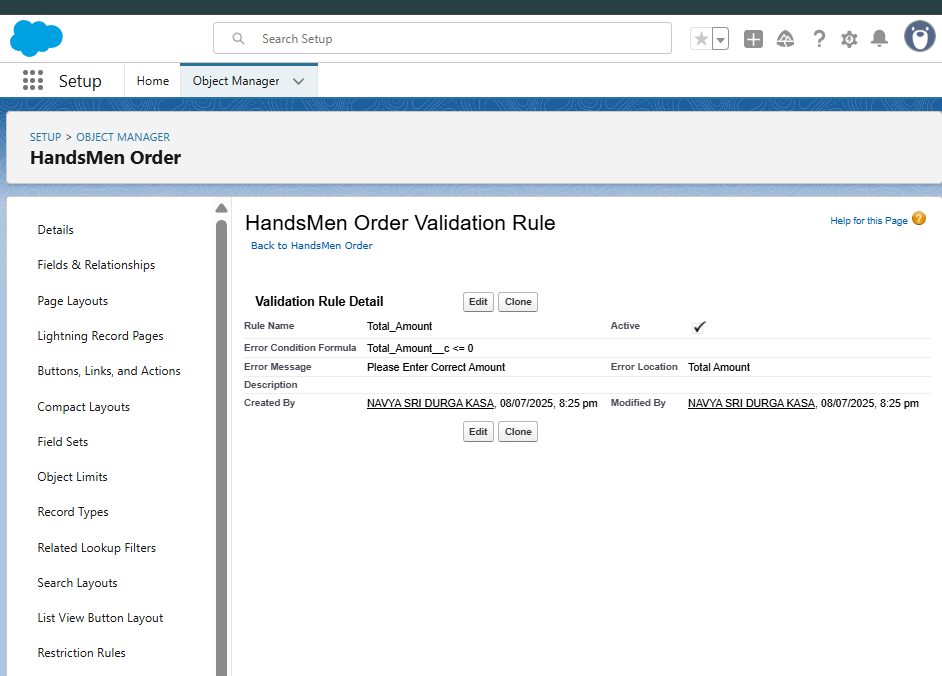 Search Setup
Setup
Home
Object Manager
SETUP > OBJECT MANAGER
HandsMen Order
Details
Fields & Relationships
Page Layouts
Lightning Record Pages
Buttons, Links, and Actions
Compact Layouts
Field Sets
Object Limits
Record Types
Related Lookup Filters
Search Layouts
List View Button Layout
Restriction Rules
HandsMen Order Validation Rule
Help for this Page ?
Back to HandsMen Order
Validation Rule Detail Edit Clone
Rule Name Total_Amount Active ✓
Error Condition Formula Total_Amount__c <= 0
Error Message Please Enter Correct Amount Error Location Total Amount
Description
Created By NAVYA SRI DURGA KASA, 08/07/2025, 8:25 pm Modified By NAVYA SRI DURGA KASA, 08/07/2025, 8:25 pm
Edit Clone